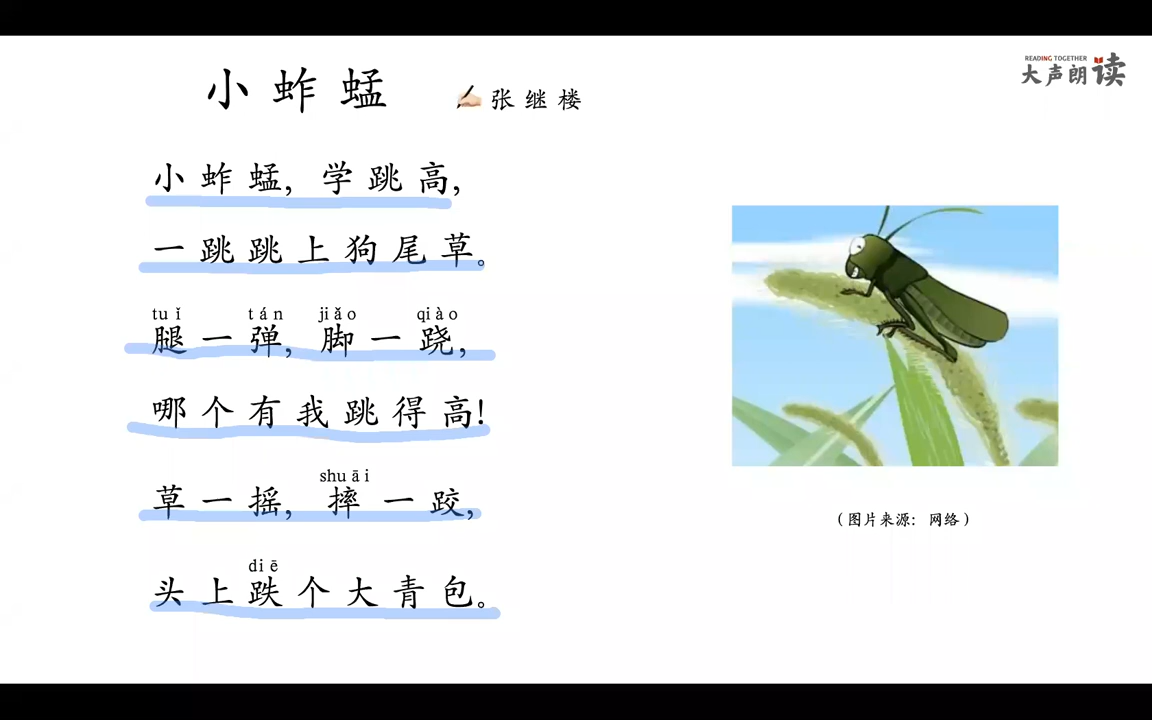 READING TOGETHER
大声朗读
小蚱蜢
张继楼
小蚱蜢,学跳高,
一跳跳上狗尾草。
tuǐ tán jiǎo qiào
腿一弹,脚一跷,
哪个有我跳得高!
shuāi
草一摇,摔一跤,
diē
头上跌个大青包。
(图片来源:网络)